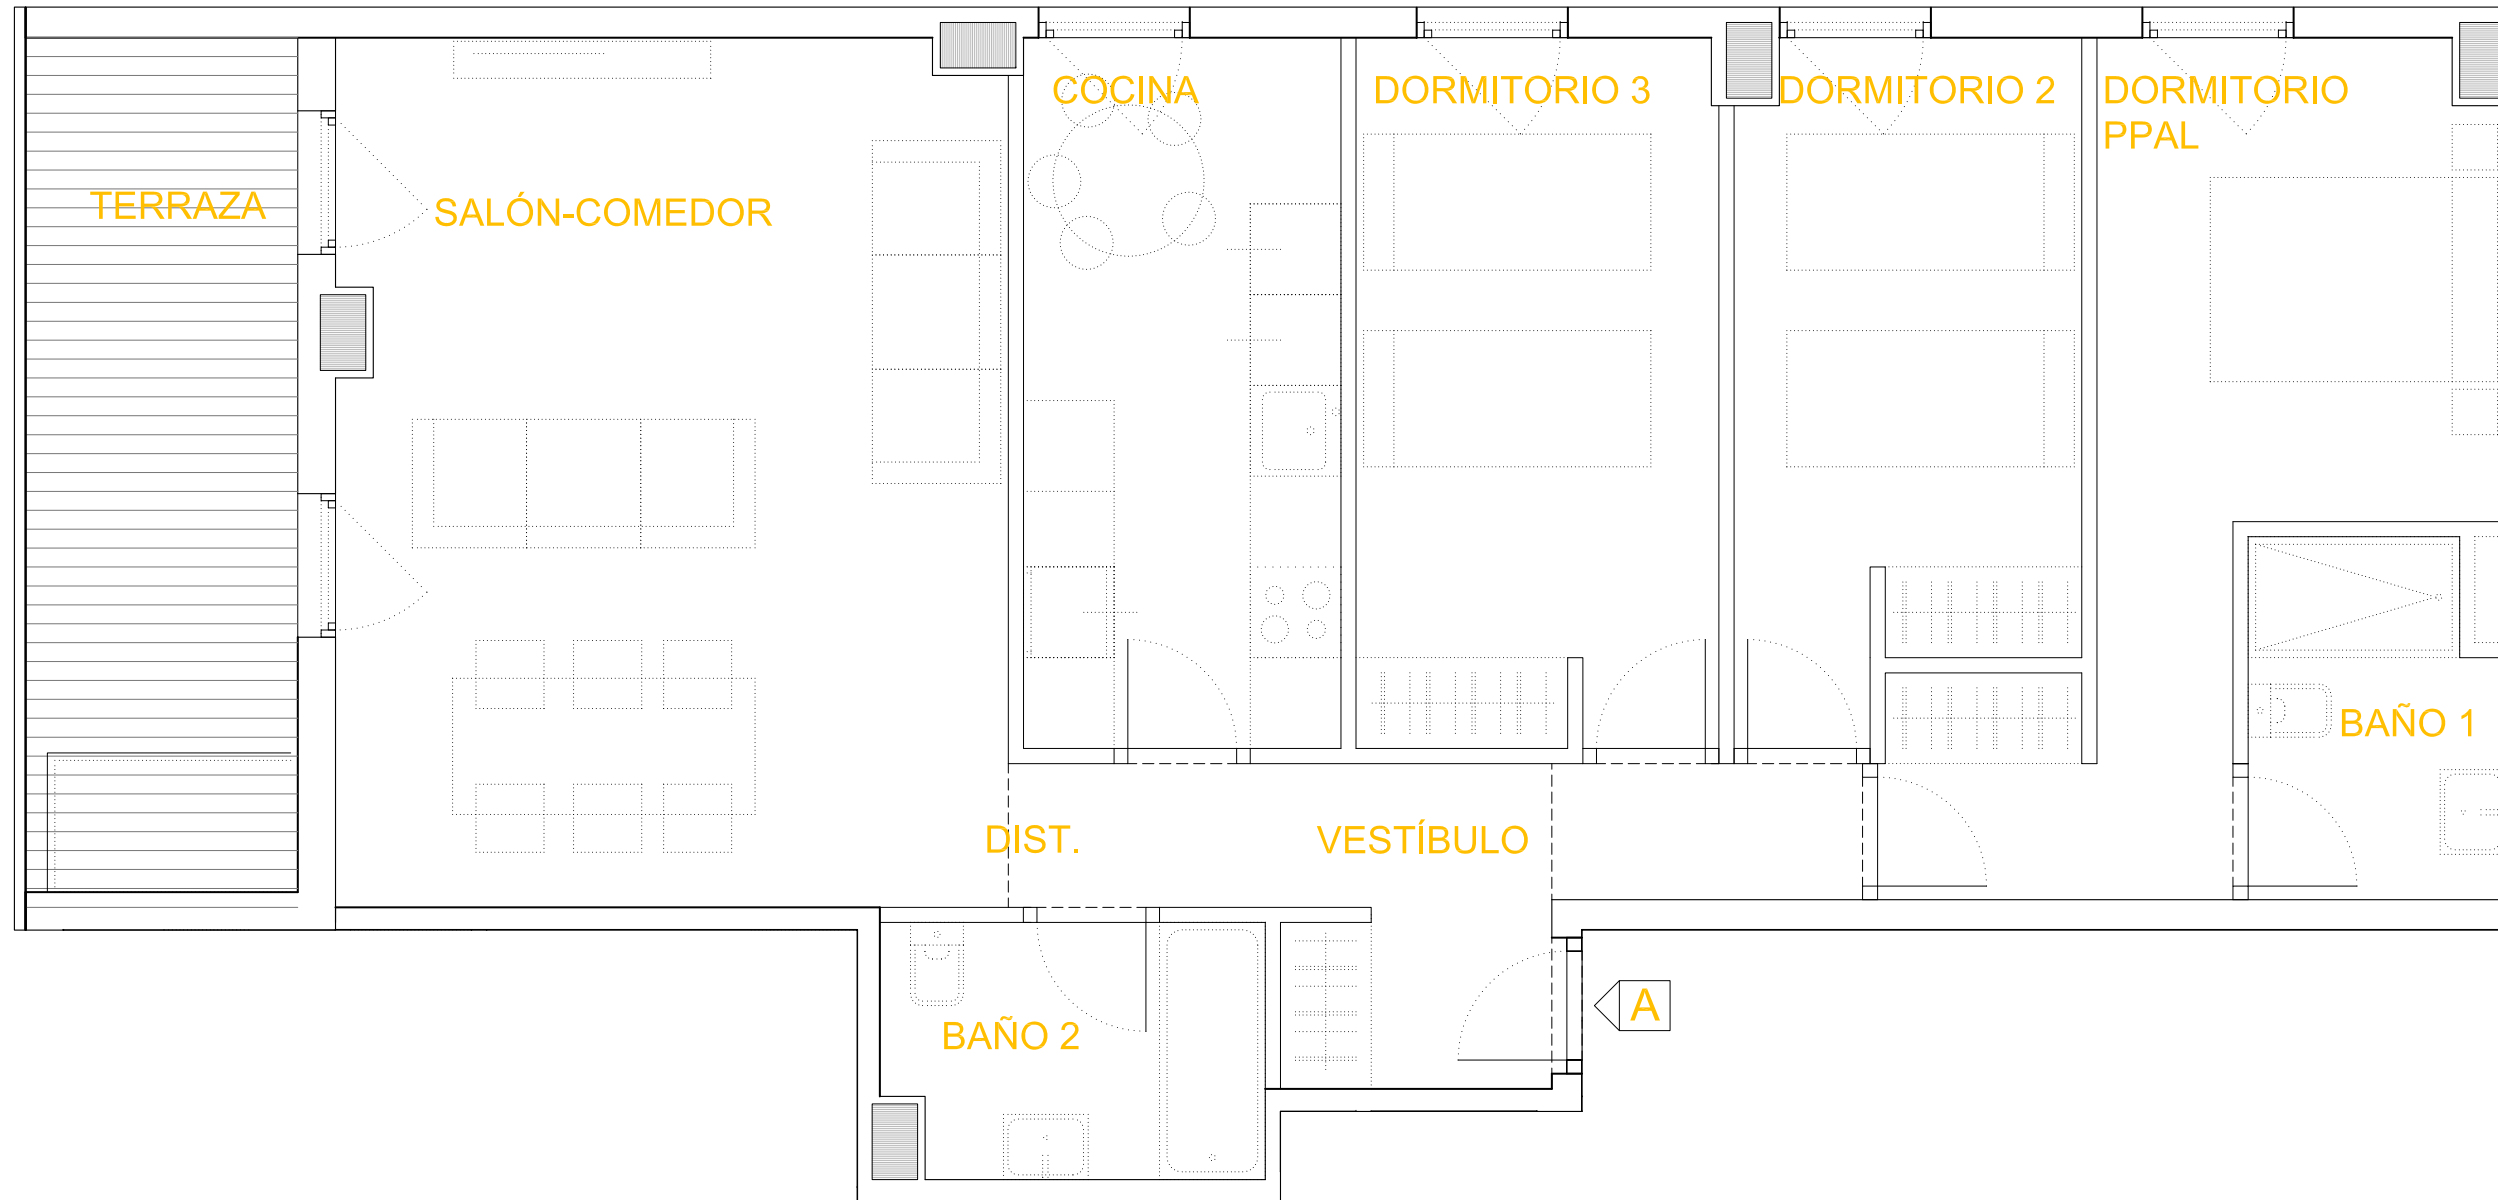 COCINA
DORMITORIO 3
DORMITORIO 2
DORMITORIO
PPAL
TERRAZA
SALÓN-COMEDOR
BAÑO 1
DIST.
VESTÍBULO
A
BAÑO 2